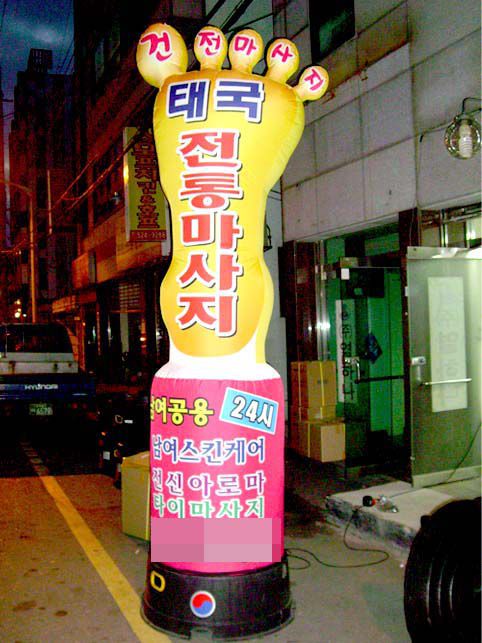 건전마사지
태국
전통마사지
남여공용
24시
남여스킨케어
전신아로마
타이마사지
HYUNDAI